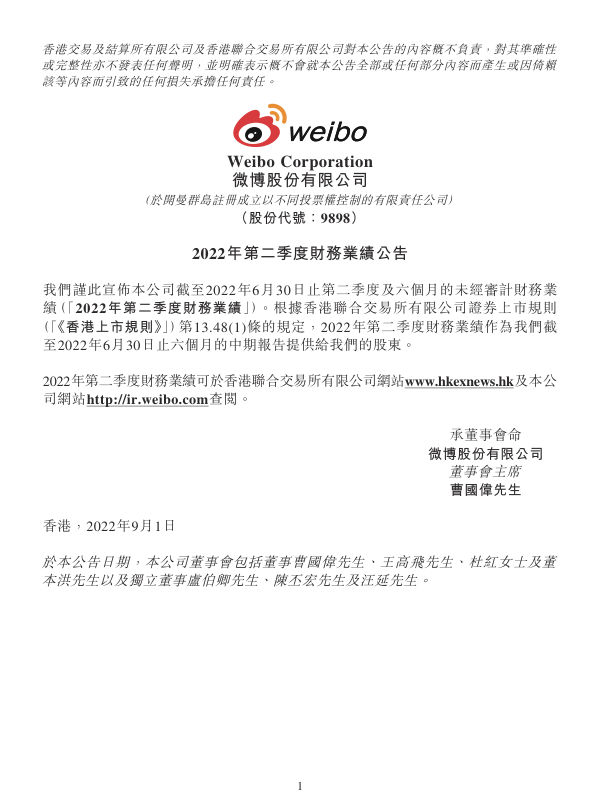 香港交易及結算所有限公司及香港聯合交易所有限公司對本公告的內容概不負責，對其準確性
或完整性亦不發表任何聲明，並明確表示概不會就本公告全部或任何部分內容而產生或因倚賴
該等內容而引致的任何損失承擔任何責任。
weibo
Weibo Corporation
微博股份有限公司
(於開曼群島註冊成立以不同投票權控制的有限責任公司)
（股份代號：9898）
2022年第二季度財務業績公告
我們謹此宣佈本公司截至2022年6月30日止第二季度及六個月的未經審計財務業
績(「2022年第二季度財務業績」)。根據香港聯合交易所有限公司證券上市規則
(「《香港上市規則》」)第13.48(1)條的規定，2022年第二季度財務業績作為我們截
至2022年6月30日止六個月的中期報告提供給我們的股東。
2022年第二季度財務業績可於香港聯合交易所有限公司網站www.hkexnews.hk及本公
司網站http://ir.weibo.com查閱。
承董事會命
微博股份有限公司
董事會主席
曹國偉先生
香港，2022年9月1日
於本公告日期，本公司董事會包括董事曹國偉先生、王高飛先生、杜紅女士及董
本洪先生以及獨立董事盧伯卿先生、陳丕宏先生及汪延先生。
1